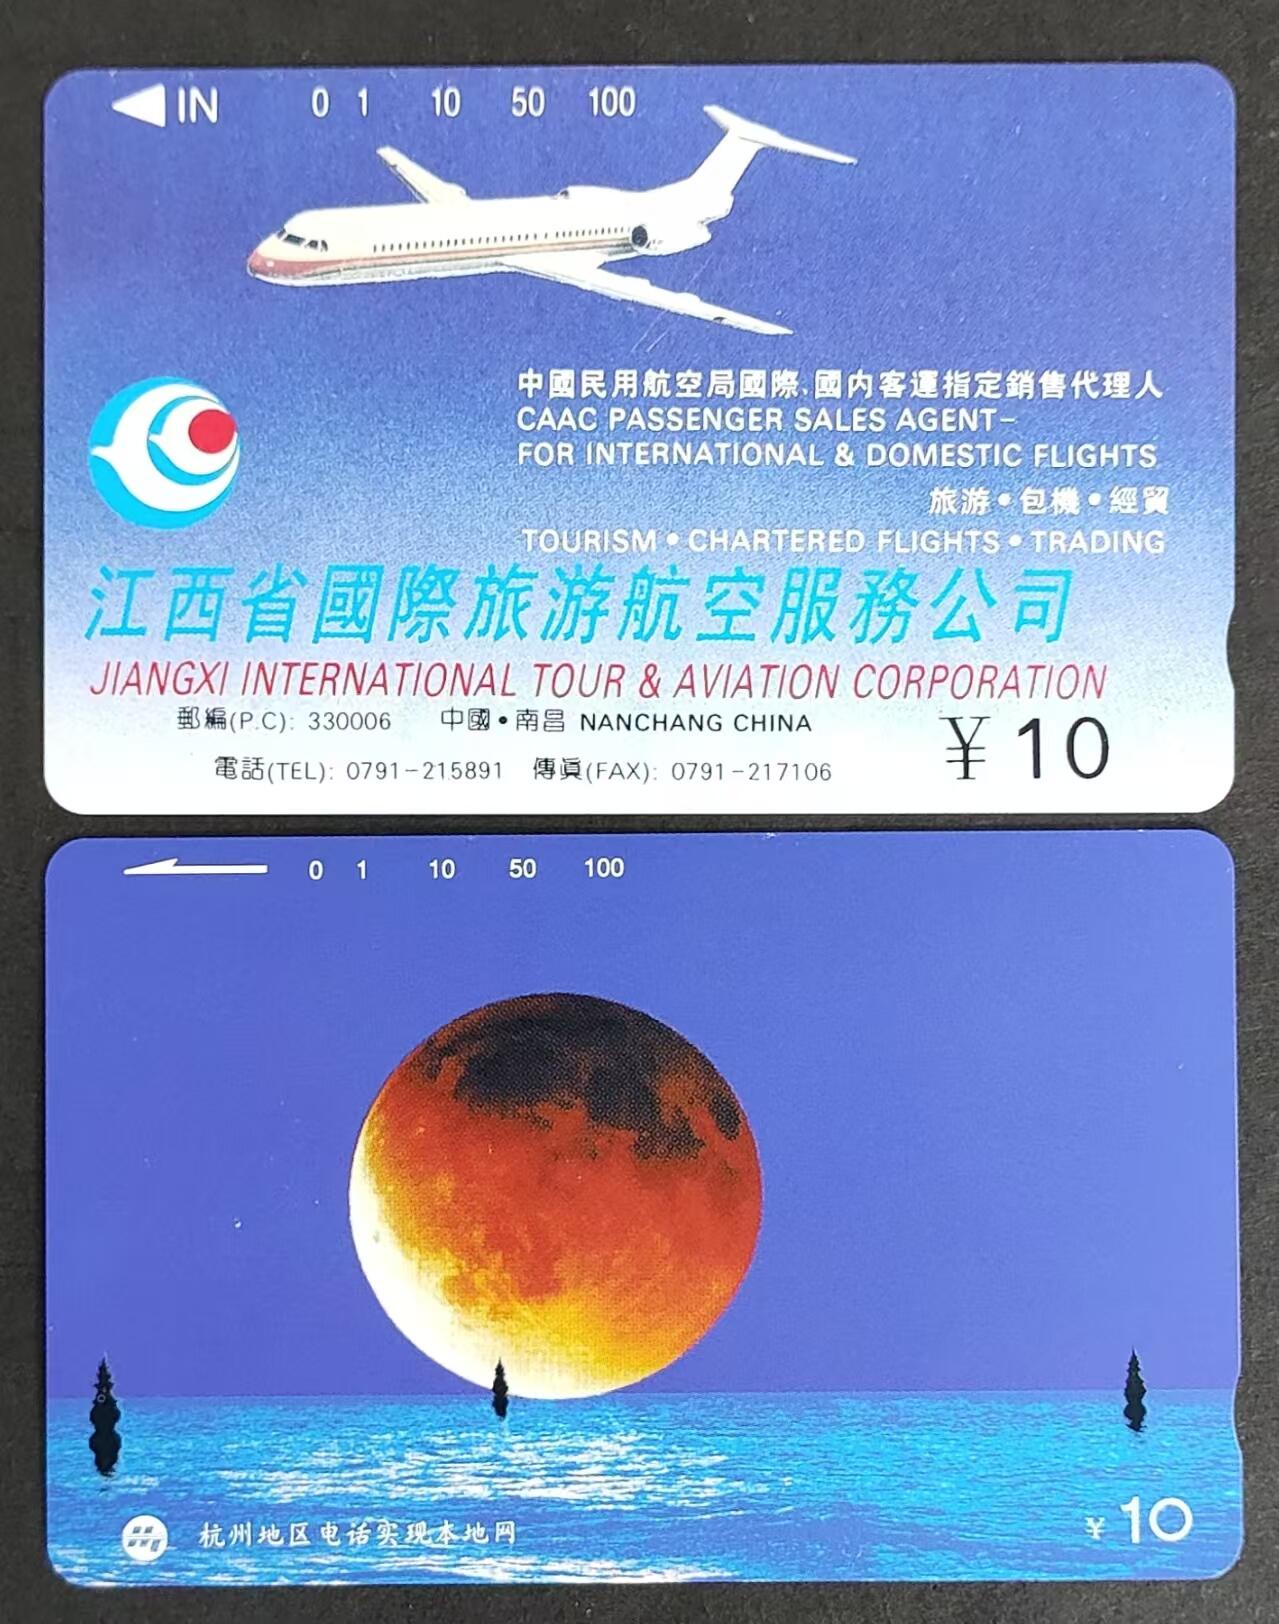 IN 0 1 10 50 100
中國民用航空局國際、國内客運指定銷售代理人
CAAC PASSENGER SALES AGENT-
FOR INTERNATIONAL & DOMESTIC FLIGHTS
旅游•包機•經貿
TOURISM • CHARTERED FLIGHTS • TRADING
江西省國際旅游航空服務公司
JIANGXI INTERNATIONAL TOUR & AVIATION CORPORATION
郵編(P.C): 330006 中國•南昌 NANCHANG CHINA
¥ 10
電話(TEL): 0791-215891 傳眞(FAX): 0791-217106
0 1 10 50 100
杭州地区电话实现本地网
¥ 10